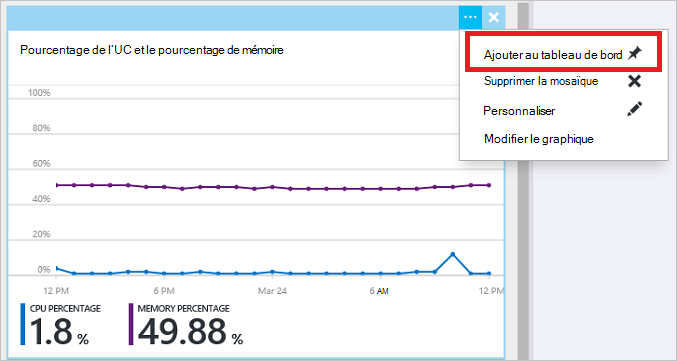 Pourcentage de l'UC et le pourcentage de mémoire
Ajouter au tableau de bord
Supprimer la mosaïque
Personnaliser
Modifier le graphique
100%
80%
60%
40%
20%
0%
12 PM 6 PM Mar 24 6 AM 12 PM
CPU PERCENTAGE MEMORY PERCENTAGE
1.8 % 49.88 %